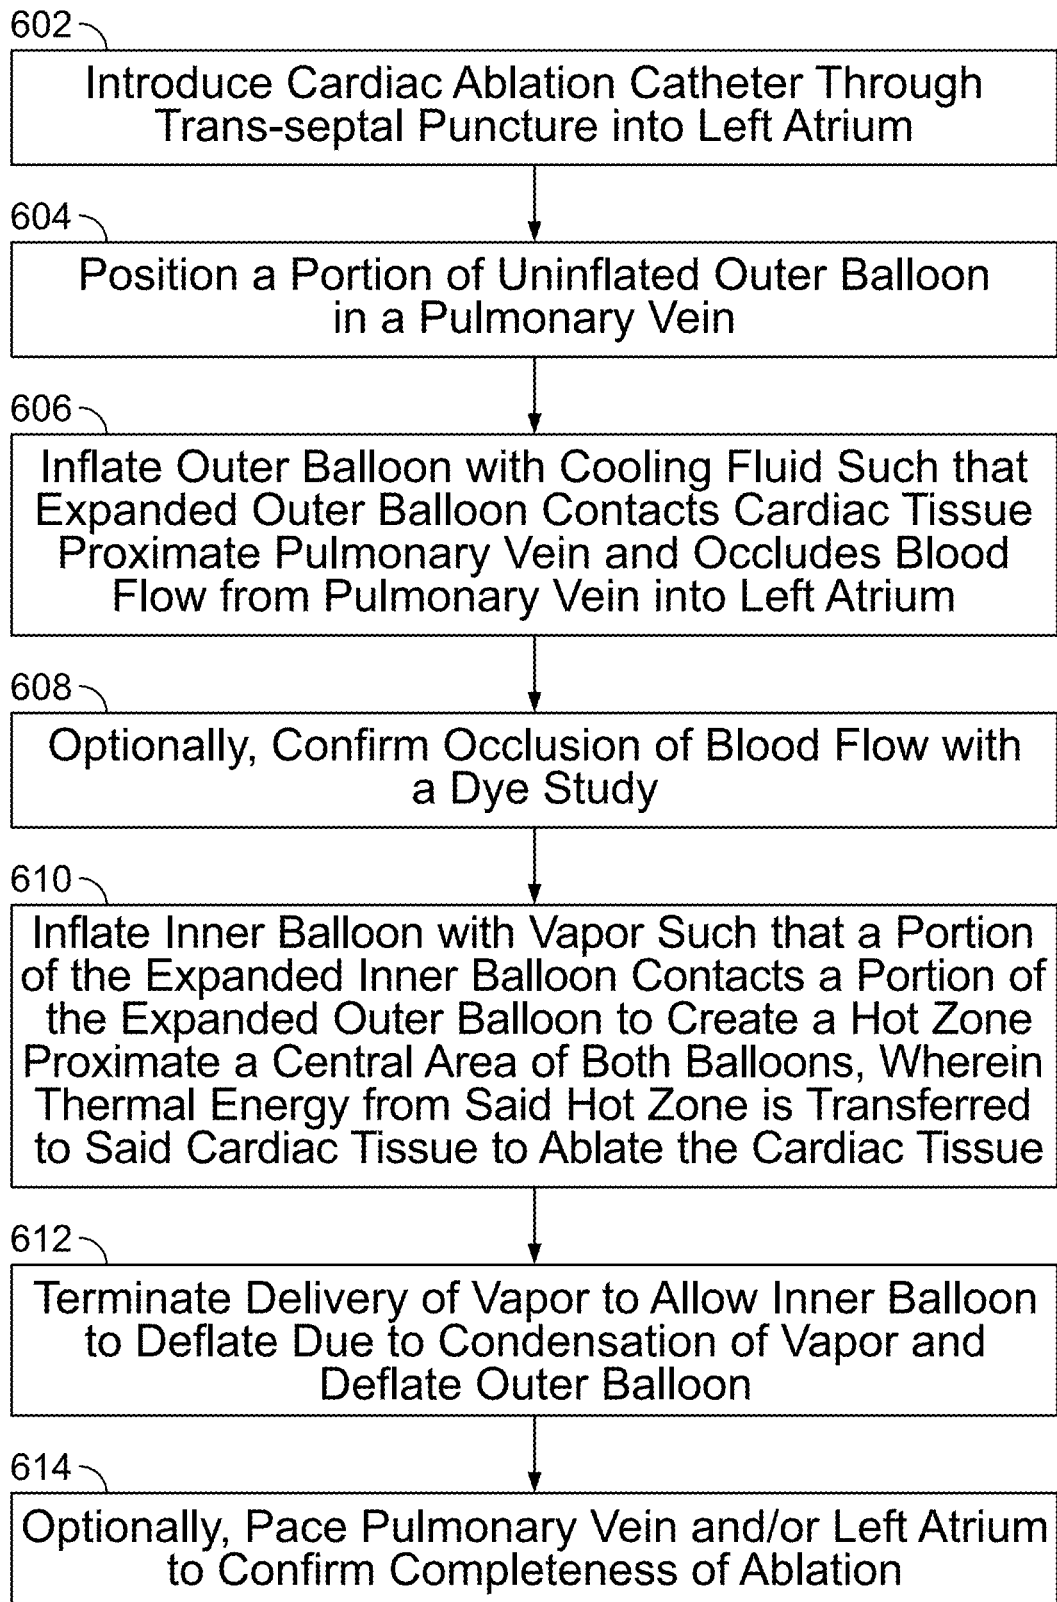 602
Introduce Cardiac Ablation Catheter Through
Trans-septal Puncture into Left Atrium
604
Position a Portion of Uninflated Outer Balloon
in a Pulmonary Vein
606
Inflate Outer Balloon with Cooling Fluid Such that
Expanded Outer Balloon Contacts Cardiac Tissue
Proximate Pulmonary Vein and Occludes Blood
Flow from Pulmonary Vein into Left Atrium
608
Optionally, Confirm Occlusion of Blood Flow with
a Dye Study
610
Inflate Inner Balloon with Vapor Such that a Portion
of the Expanded Inner Balloon Contacts a Portion of
the Expanded Outer Balloon to Create a Hot Zone
Proximate a Central Area of Both Balloons, Wherein
Thermal Energy from Said Hot Zone is Transferred
to Said Cardiac Tissue to Ablate the Cardiac Tissue
612
Terminate Delivery of Vapor to Allow Inner Balloon
to Deflate Due to Condensation of Vapor and
Deflate Outer Balloon
614
Optionally, Pace Pulmonary Vein and/or Left Atrium
to Confirm Completeness of Ablation